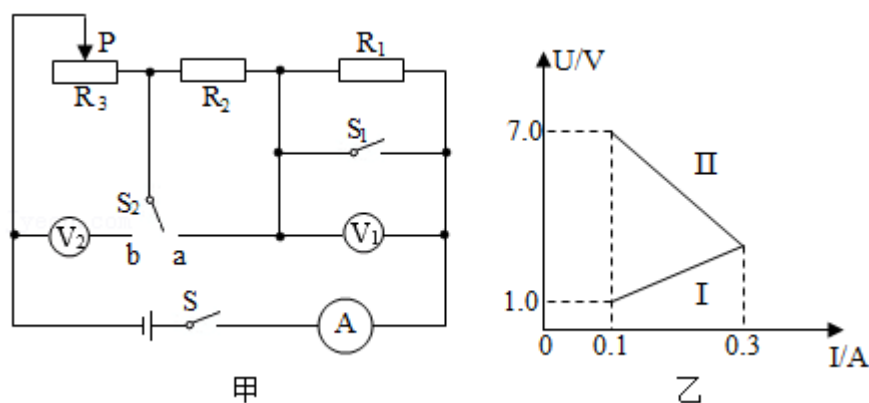 P
R₃
R₂
R₁
S₁
S₂
V₂
b
a
V₁
S
A
甲
U/V
7.0
II
1.0
I
0
0.1
0.3
I/A
乙